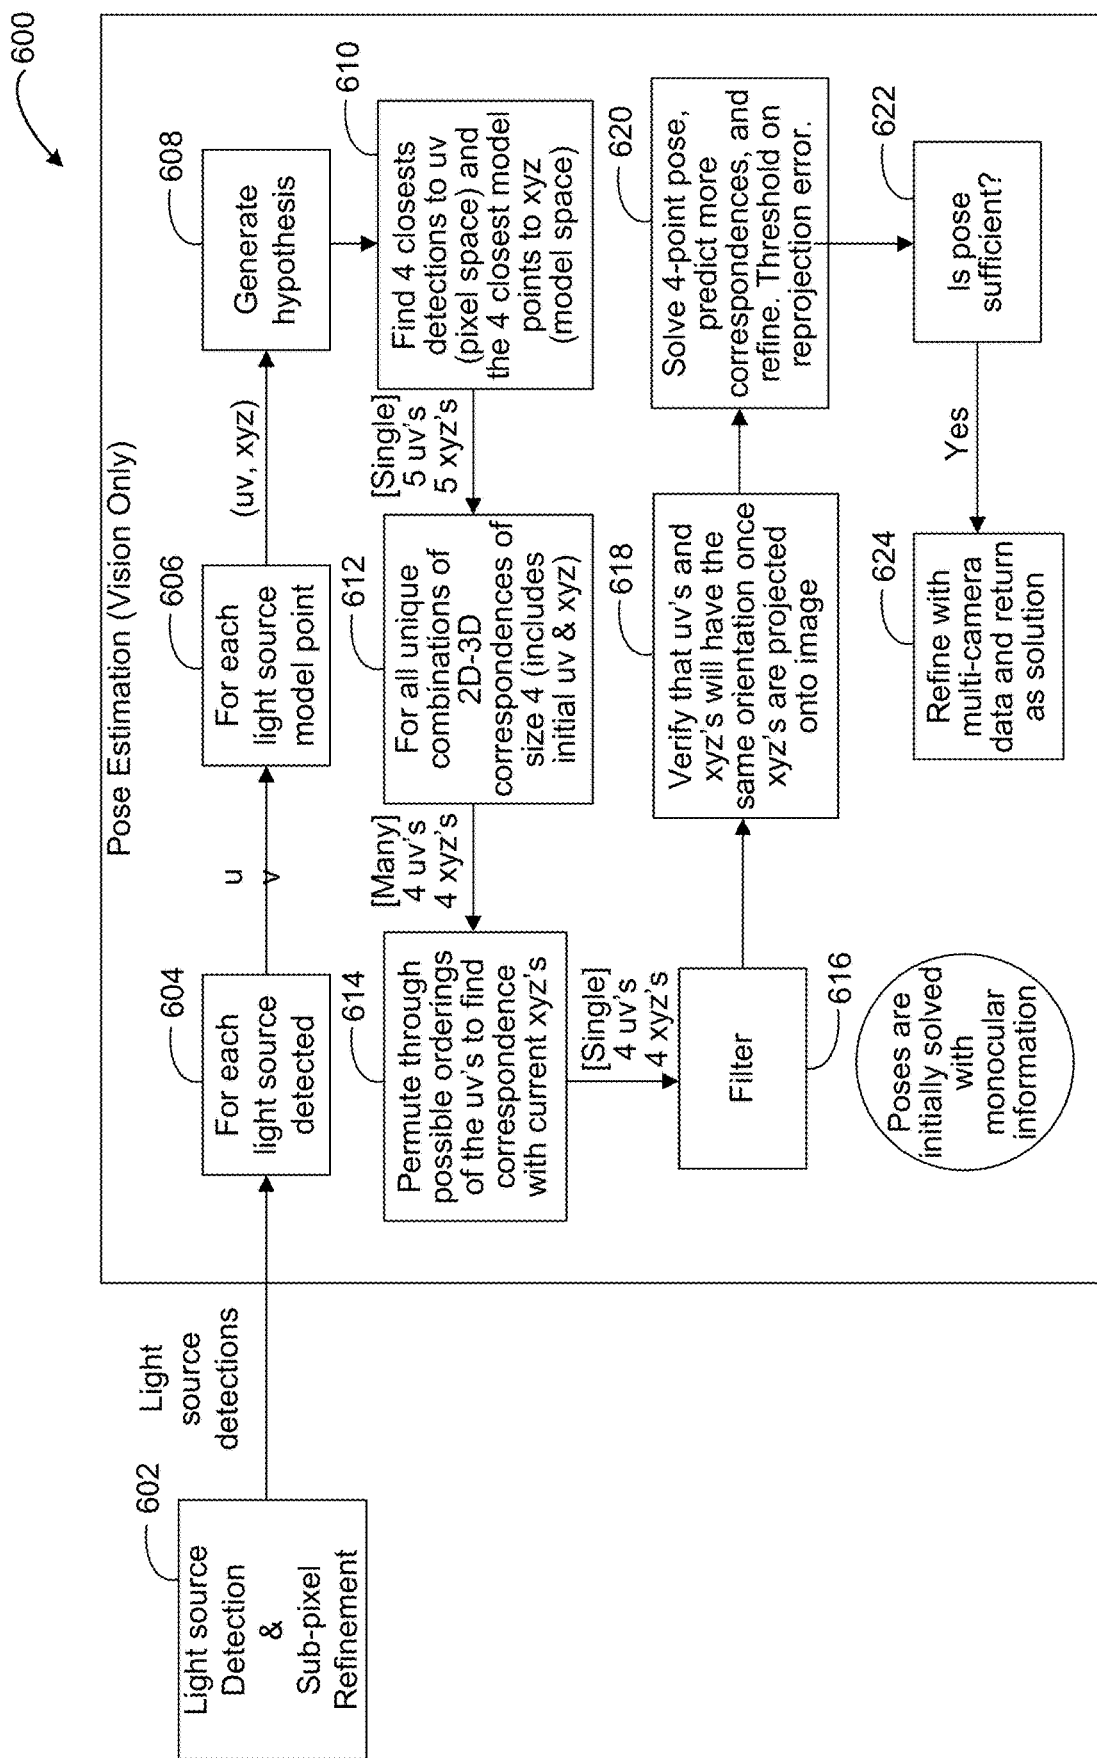 600
Pose Estimation (Vision Only)
602
Light source
Detection
&
Sub-pixel
Refinement
Light
source
detections
604
For each
light source
detected
u
v
606
For each
light source
model point
(uv, xyz)
608
Generate
hypothesis
610
Find 4 closests
detections to uv
(pixel space) and
the 4 closest model
points to xyz
(model space)
[Single]
5 uv's
5 xyz's
612
For all unique
combinations of
2D-3D
correspondences of
size 4 (includes
initial uv & xyz)
[Many]
4 uv's
4 xyz's
614
Permute through
possible orderings
of the uv's to find
correspondence
with current xyz's
[Single]
4 uv's
4 xyz's
Filter
616
618
Verify that uv's and
xyz's will have the
same orientation once
xyz's are projected
onto image
620
Solve 4-point pose,
predict more
correspondences, and
refine. Threshold on
reprojection error.
622
Is pose
sufficient?
Yes
624
Refine with
multi-camera
data and return
as solution
Poses are
initially solved
with
monocular
information